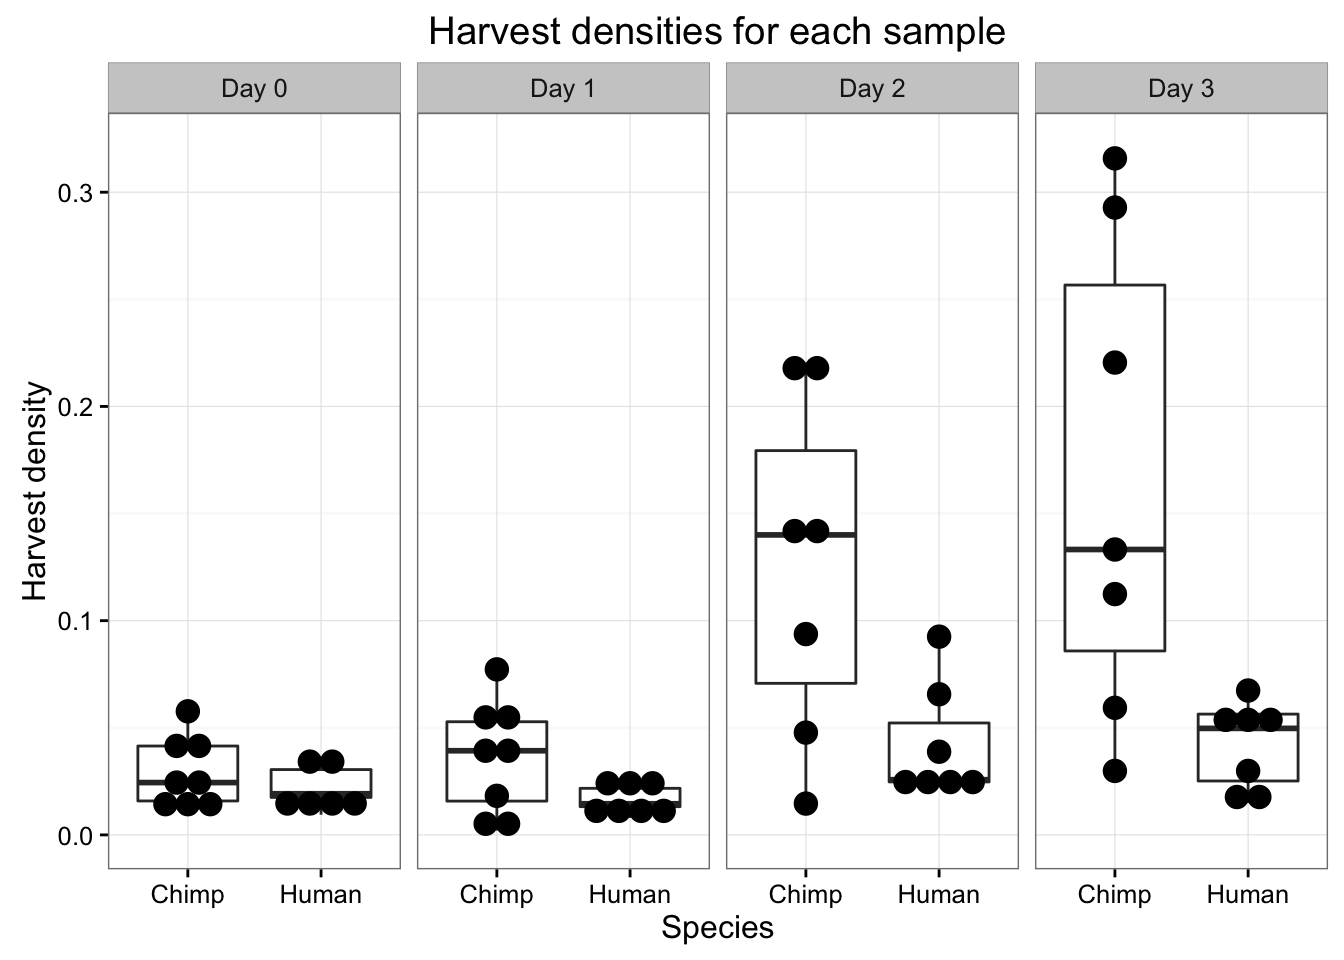 Harvest densities for each sample
Day 0 Day 1 Day 2 Day 3
Harvest density
0.3
0.2
0.1
0.0
Chimp Human Chimp Human Chimp Human Chimp Human
Species